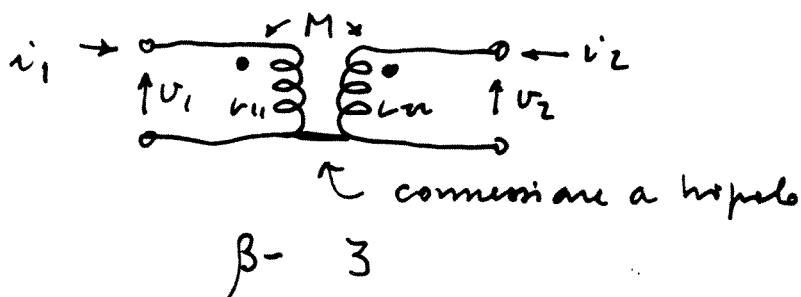 M
i₁ i₂
v₁ L₁₁ L₂₂ v₂
connessione a tripolo
β- 3